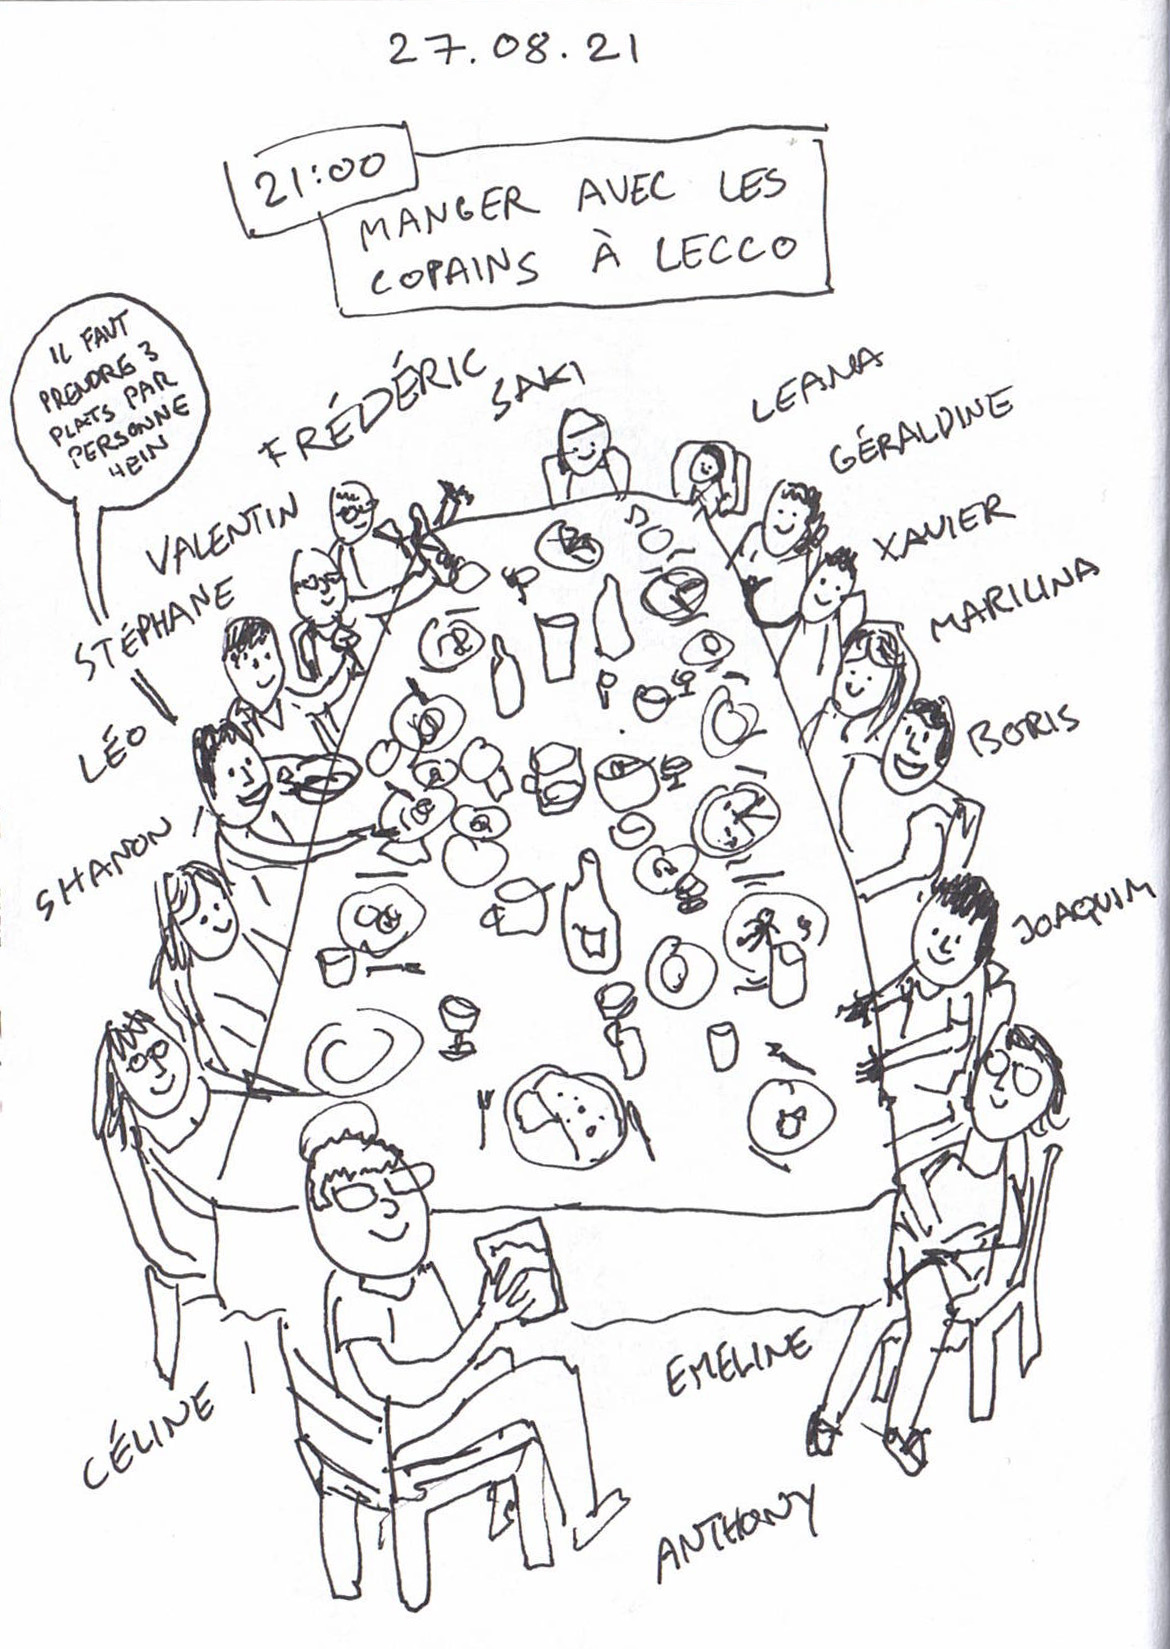 27.08.21
21:00
MANGER AVEC LES
COPAINS À LECCO
IL FAUT
PRENDRE 3
PLATS PAR
PERSONNE
HEIN
FRÉDÉRIC
SAKI
LEANA
GÉRALDINE
VALENTIN
XAVIER
STÉPHANE
MARILINA
LÉO
BORIS
SHANON
JOAQUIM
EMELINE
CÉLINE
ANTHONY